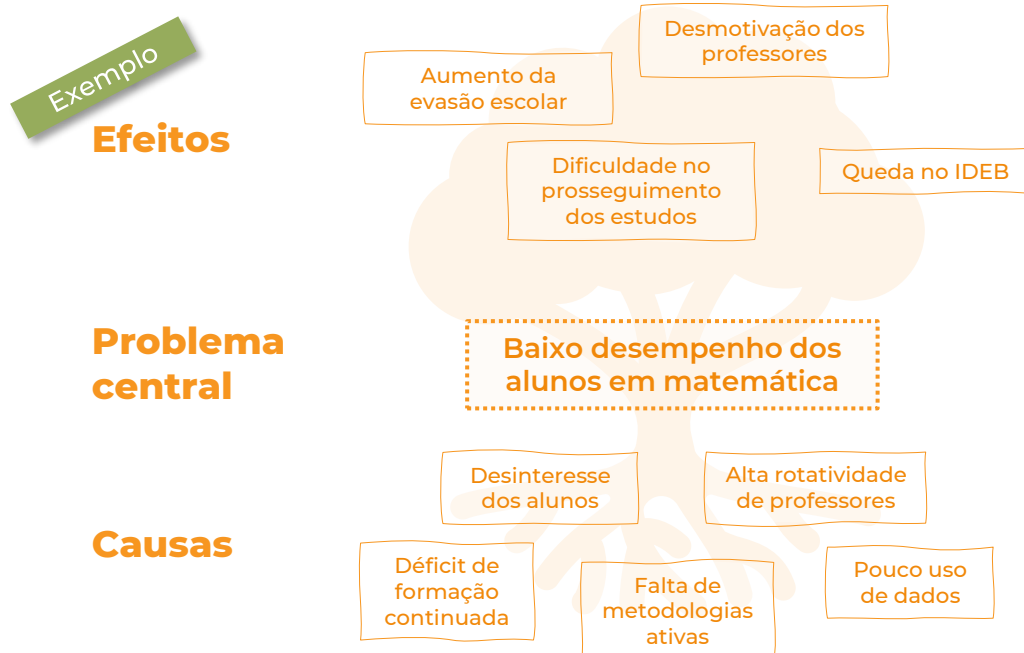 Exemplo
Efeitos
Desmotivação dos
professores
Aumento da
evasão escolar
Dificuldade no
prosseguimento
dos estudos
Queda no IDEB
Problema
central
Baixo desempenho dos
alunos em matemática
Causas
Desinteresse
dos alunos
Alta rotatividade
de professores
Déficit de
formação
continuada
Falta de
metodologias
ativas
Pouco uso
de dados